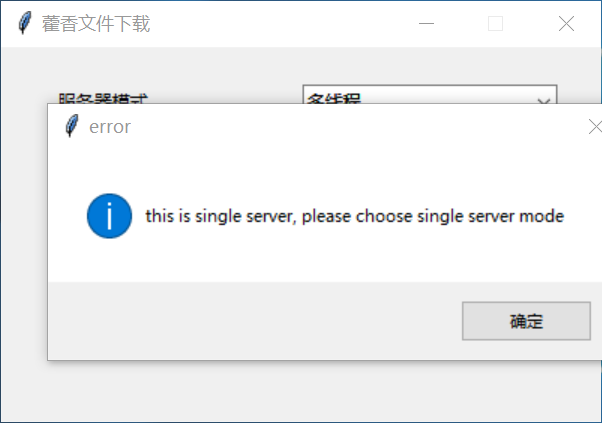 藿香文件下载
服务器模式
多线程
error
this is single server, please choose single server mode
确定